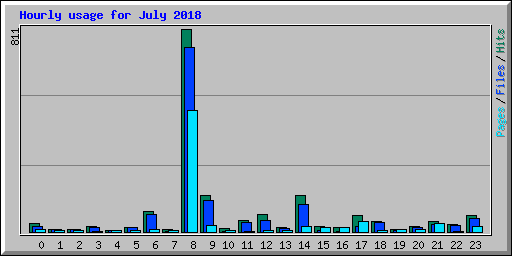 Hourly usage for July 2018
811
Pages/Files/Hits
0 1 2 3 4 5 6 7 8 9 10 11 12 13 14 15 16 17 18 19 20 21 22 23